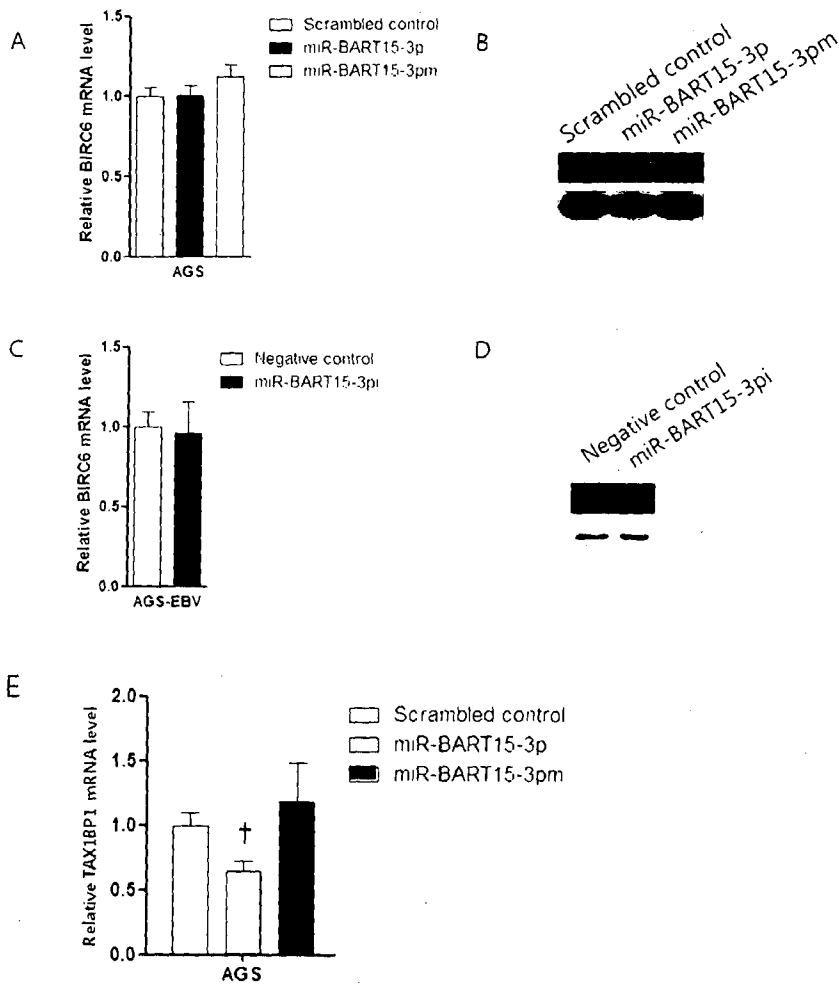 A
Relative BIRC6 mRNA level
1.5
1.0
0.5
0.0
AGS
Scrambled control
miR-BART15-3p
miR-BART15-3pm
B
Scrambled control
miR-BART15-3p
miR-BART15-3pm
C
Relative BIRC6 mRNA level
1.5
1.0
0.5
0.0
AGS-EBV
Negative control
miR-BART15-3pi
D
Negative control
miR-BART15-3pi
E
Relative TAX1BP1 mRNA level
2.0
1.5
1.0
0.5
0.0
†
AGS
Scrambled control
miR-BART15-3p
miR-BART15-3pm